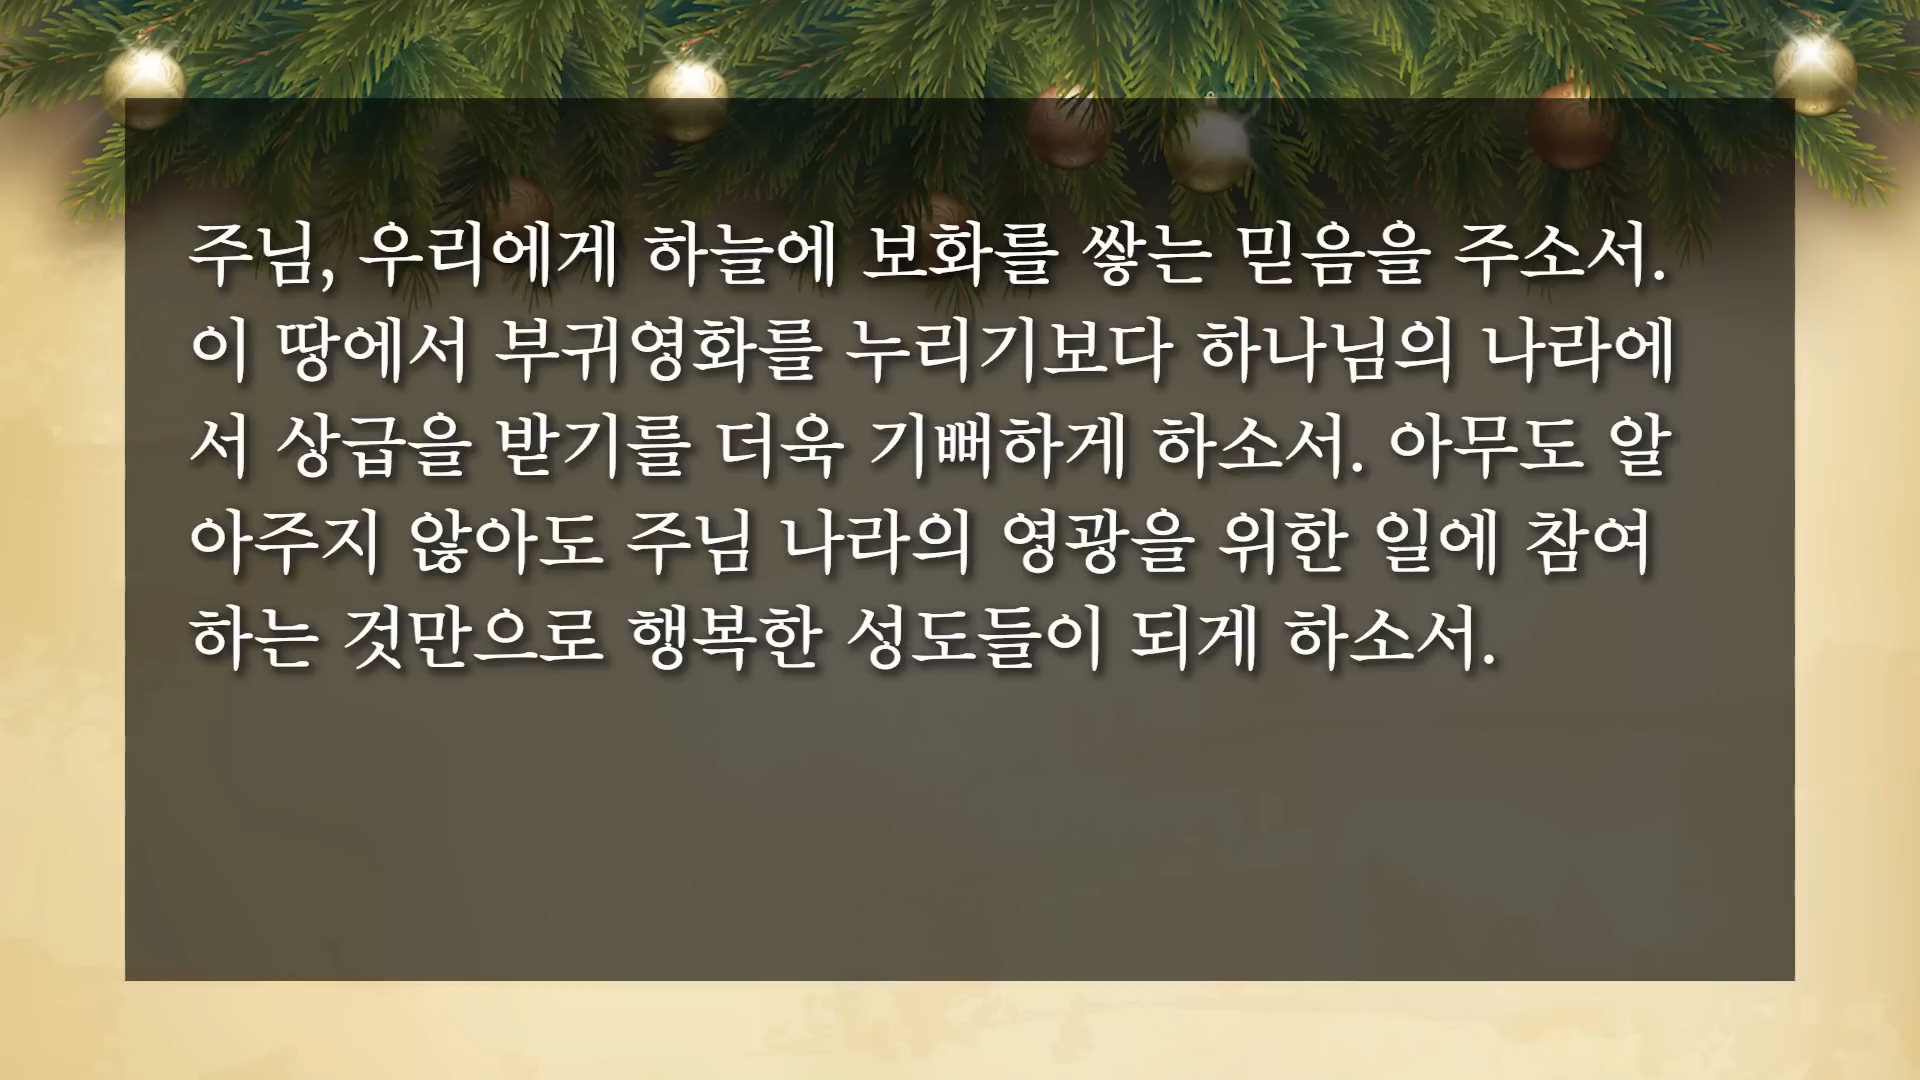 주님, 우리에게 하늘에 보화를 쌓는 믿음을 주소서.
이 땅에서 부귀영화를 누리기보다 하나님의 나라에
서 상급을 받기를 더욱 기뻐하게 하소서. 아무도 알
아주지 않아도 주님 나라의 영광을 위한 일에 참여
하는 것만으로 행복한 성도들이 되게 하소서.